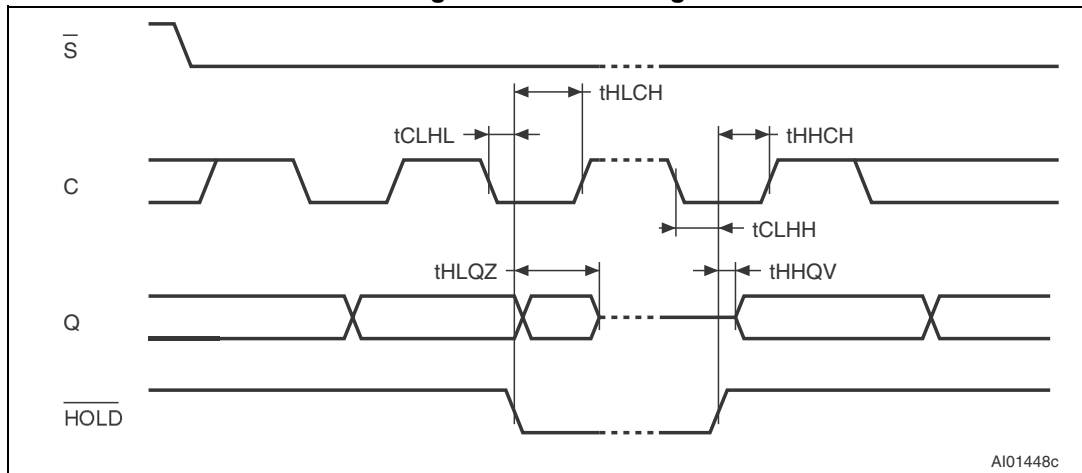 S
tHLCH
tCLHL
tHHCH
C
tCLHH
tHLQZ
tHHQV
Q
HOLD
AI01448c